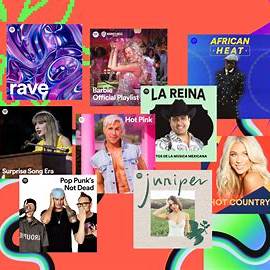 rave
Barbie
Official Playlist
AFRICAN
HEAT
LA REINA
Hot Pink
Surprise Song Era
Pop Punk's
Not Dead
juniper
HOT COUNTRY